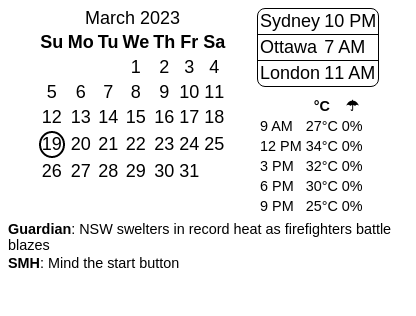 March 2023
Su Mo Tu We Th Fr Sa
1 2 3 4
5 6 7 8 9 10 11
12 13 14 15 16 17 18
19 20 21 22 23 24 25
26 27 28 29 30 31
Sydney 10 PM
Ottawa 7 AM
London 11 AM
°C ☂
9 AM 27°C 0%
12 PM 34°C 0%
3 PM 32°C 0%
6 PM 30°C 0%
9 PM 25°C 0%
Guardian: NSW swelters in record heat as firefighters battle
blazes
SMH: Mind the start button